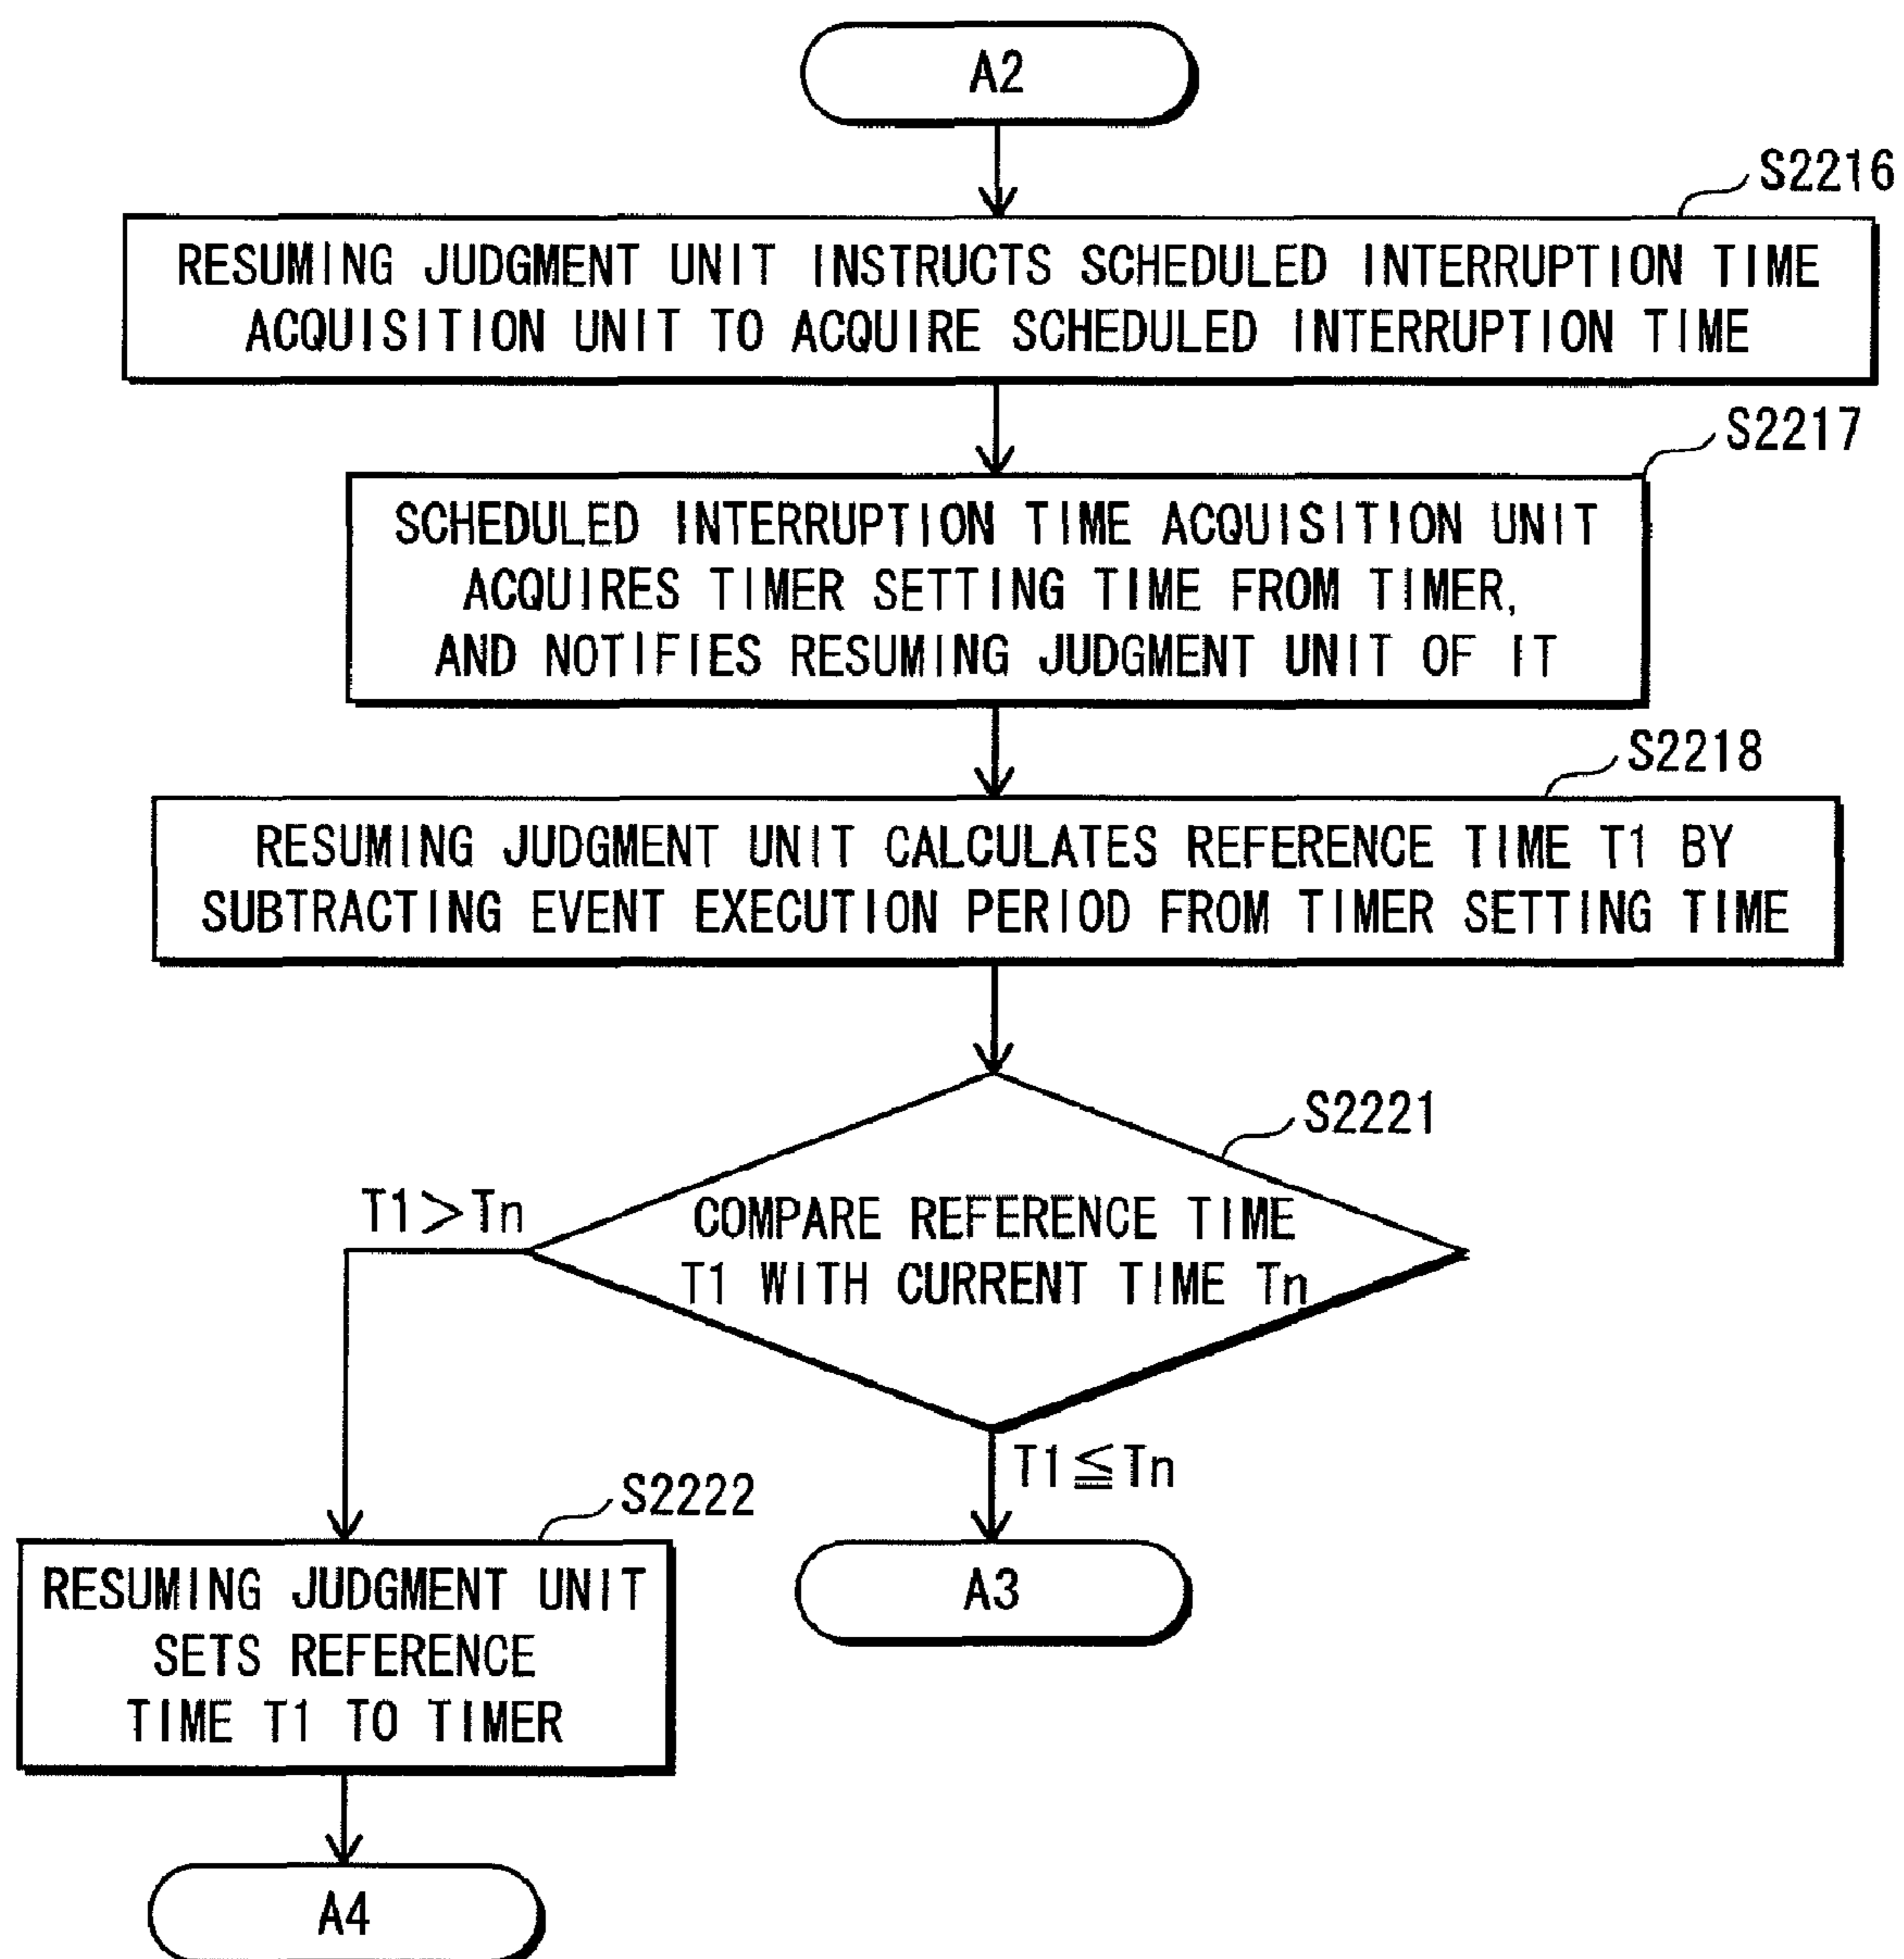 A2
S2216
RESUMING JUDGMENT UNIT INSTRUCTS SCHEDULED INTERRUPTION TIME
ACQUISITION UNIT TO ACQUIRE SCHEDULED INTERRUPTION TIME
S2217
SCHEDULED INTERRUPTION TIME ACQUISITION UNIT
ACQUIRES TIMER SETTING TIME FROM TIMER,
AND NOTIFIES RESUMING JUDGMENT UNIT OF IT
S2218
RESUMING JUDGMENT UNIT CALCULATES REFERENCE TIME T1 BY
SUBTRACTING EVENT EXECUTION PERIOD FROM TIMER SETTING TIME
S2221
T1>Tn
COMPARE REFERENCE TIME
T1 WITH CURRENT TIME Tn
T1≦Tn
S2222
RESUMING JUDGMENT UNIT
SETS REFERENCE
TIME T1 TO TIMER
A3
A4